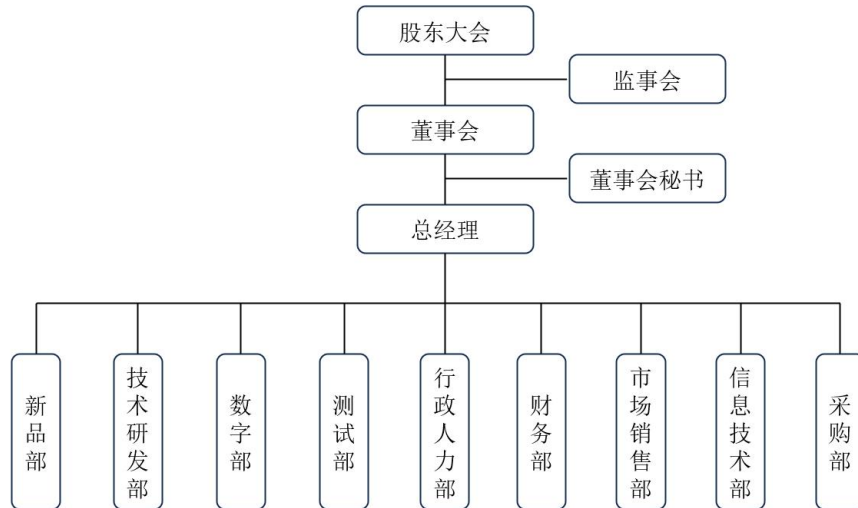 股东大会
监事会
董事会
董事会秘书
总经理
新品部
技术研发部
数字部
测试部
行政人力部
财务部
市场销售部
信息技术部
采购部